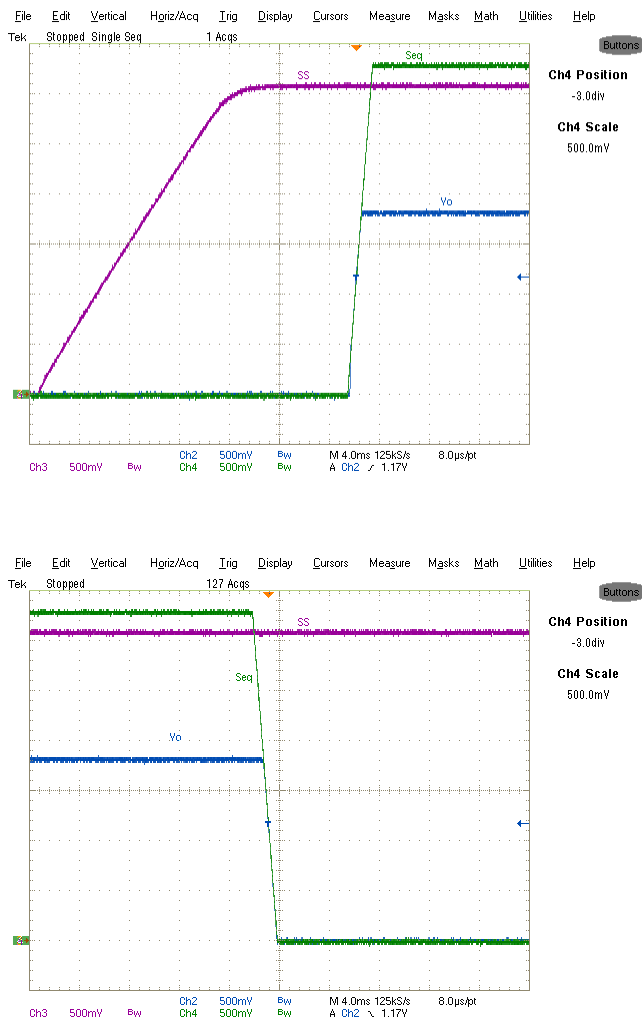 File Edit Vertical Horiz/Acq Trig Display Cursors Measure Masks Math Utilities Help
Tek Stopped Single Seq 1 Acqs
Buttons
Seq
SS
Ch4 Position
-3.0div
Ch4 Scale
500.0mV
Vo
Ch2 500mV Bw M 4.0ms 125kS/s 8.0µs/pt
Ch3 500mV Bw Ch4 500mV Bw A Ch2 1.17V
File Edit Vertical Horiz/Acq Trig Display Cursors Measure Masks Math Utilities Help
Tek Stopped 127 Acqs
Buttons
SS
Ch4 Position
-3.0div
Seq
Ch4 Scale
500.0mV
Vo
Ch2 500mV Bw M 4.0ms 125kS/s 8.0µs/pt
Ch3 500mV Bw Ch4 500mV Bw A Ch2 1.17V